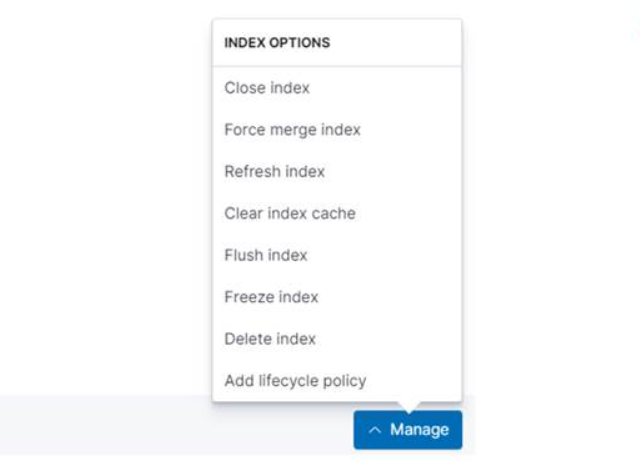 INDEX OPTIONS
Close index
Force merge index
Refresh index
Clear index cache
Flush index
Freeze index
Delete index
Add lifecycle policy
Manage